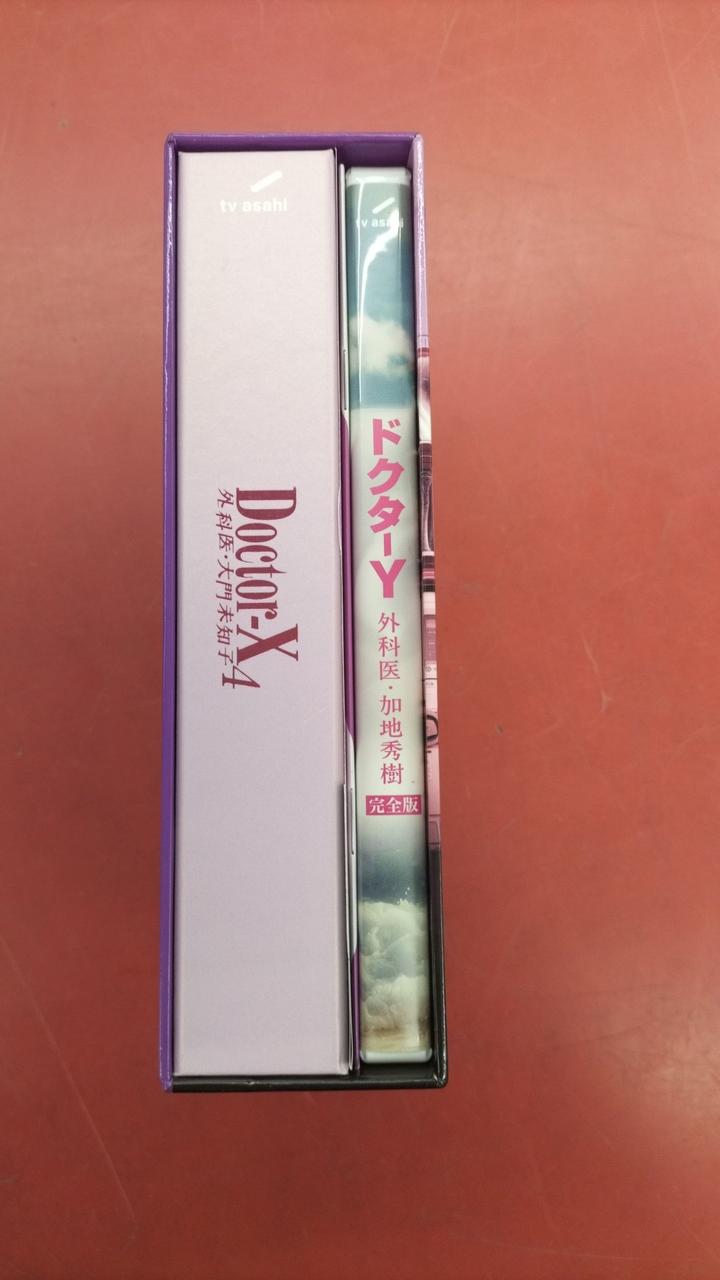 tv asahi
Doctor-X
外科医・大門未知子4
tv asahi
ドクターY
外科医・加地秀樹
完全版